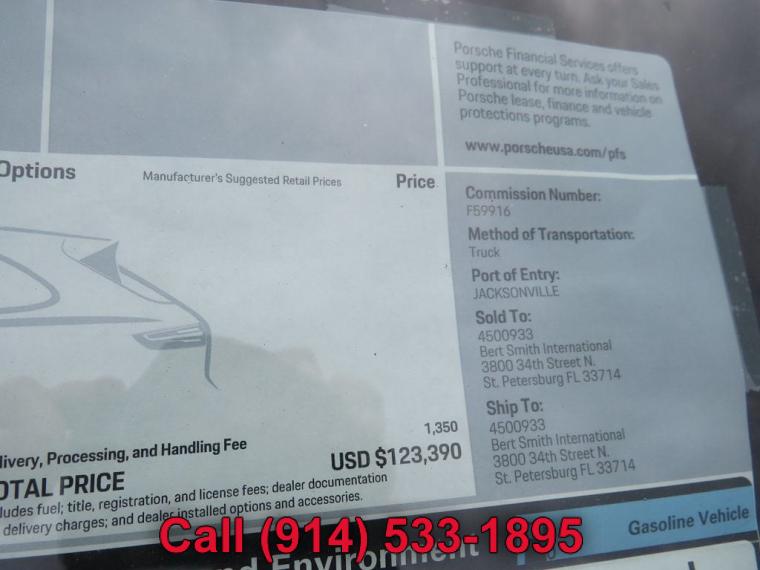 Porsche Financial Services offers
support at every turn. Ask your Sales
Professional for more information on
Porsche lease, finance and vehicle
protections programs.
www.porscheusa.com/pfs
Options
Manufacturer's Suggested Retail Prices
Price
Commission Number:
F59916
Method of Transportation:
Truck
Port of Entry:
JACKSONVILLE
Sold To:
4500933
Bert Smith International
3800 34th Street N.
St. Petersburg FL 33714
Ship To:
4500933
Bert Smith International
3800 34th Street N.
St. Petersburg FL 33714
livery, Processing, and Handling Fee
1,350
OTAL PRICE
USD $123,390
ludes fuel; title, registration, and license fees; dealer documentation
delivery charges; and dealer installed options and accessories.
Call (914) 533-1895
nd Environment
Gasoline Vehicle